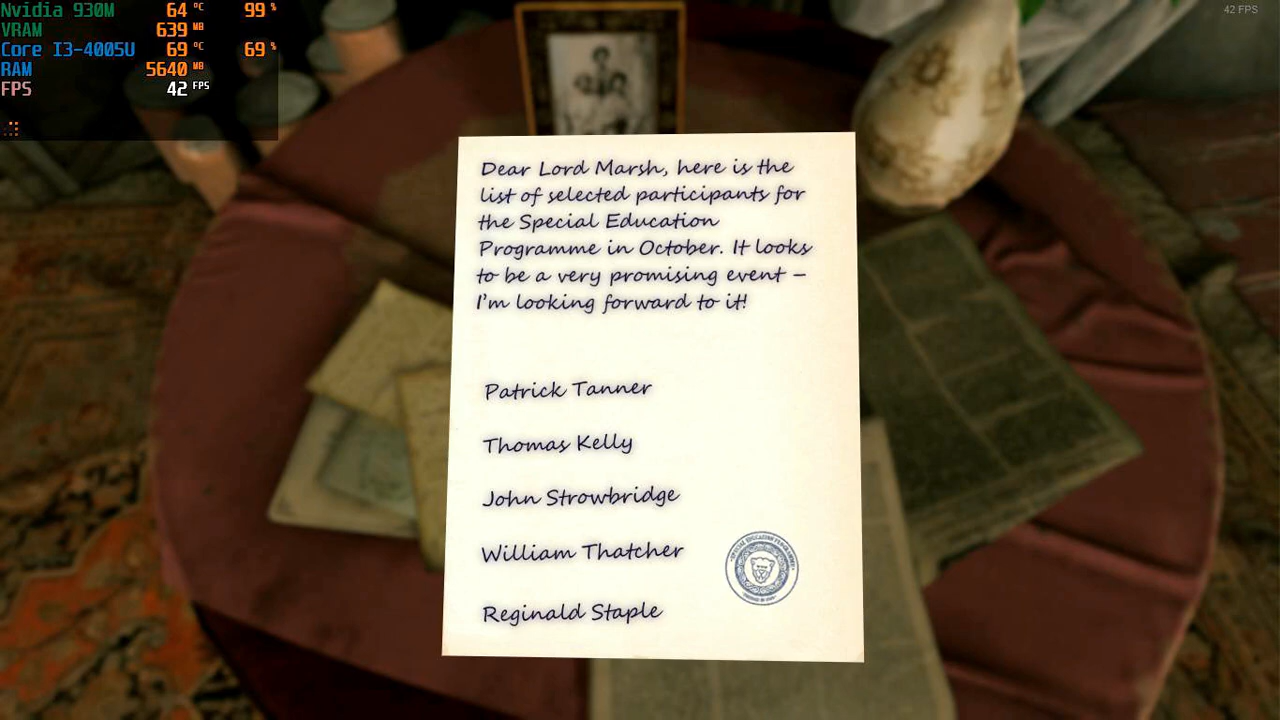 Nvidia 930M 64 °C 99 %
VRAM 639 MB
Core I3-4005U 69 °C 69 %
RAM 5640 MB
FPS 42 FPS
42 FPS
Dear Lord Marsh, here is the
list of selected participants for
the Special Education
Programme in October. It looks
to be a very promising event –
I'm looking forward to it!
Patrick Tanner
Thomas Kelly
John Strowbridge
William Thatcher
Reginald Staple
SPECIAL EDUCATION PROGRAMME